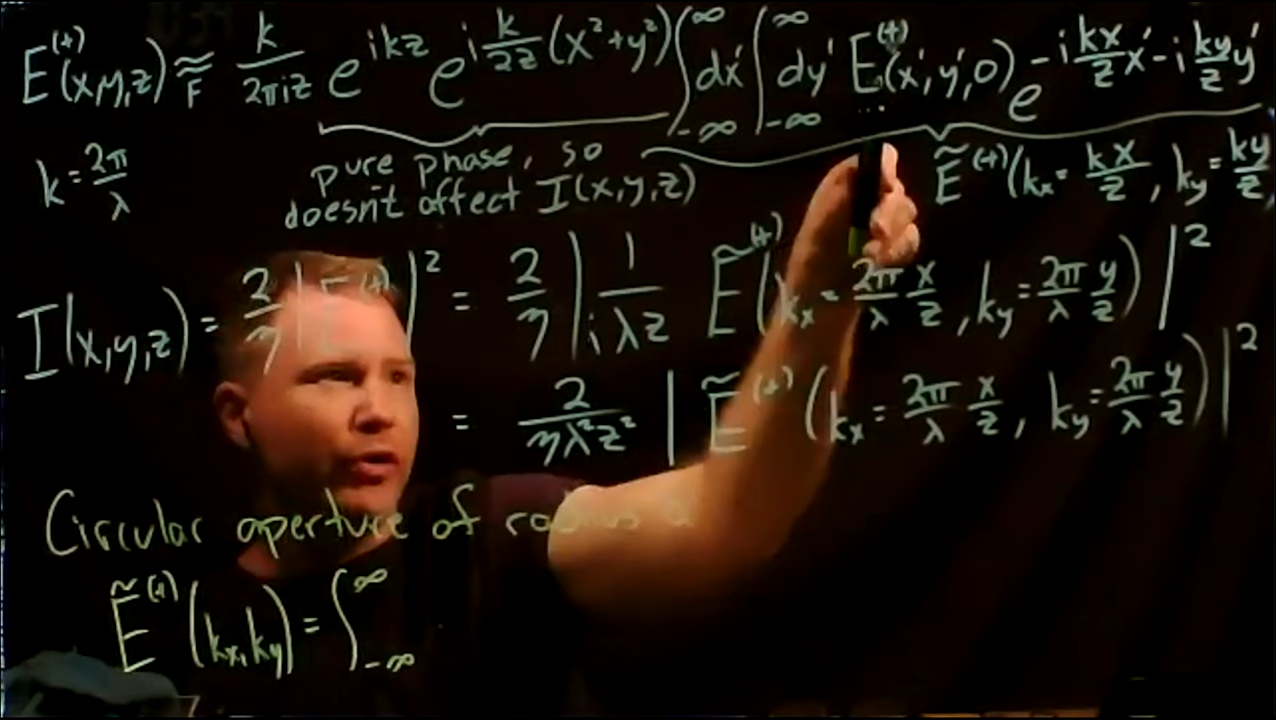 E^(+)(x,y,z) ≈_F k/(2πiz) e^{ikz} e^{i k/(2z) (x²+y²)} ∫_{-∞}^{∞} dx' ∫_{-∞}^{∞} dy' E^(+)(x',y',0) e^{-i kx/z x' - i ky/z y'}
k = 2π/λ
pure phase, so
doesn't affect I(x,y,z)
Ẽ^(+)(k_x = kx/z, k_y = ky/z,
I(x,y,z) = 2/η |E^(+)|² = 2/η | 1/(iλz) Ẽ^(+)(k_x = 2π/λ x/z, k_y = 2π/λ y/z) |²
= 2/(ηλ²z²) | Ẽ^(+)(k_x = 2π/λ x/z, k_y = 2π/λ y/z) |²
Circular aperture of radius a
Ẽ^(+)(k_x, k_y) = ∫_{-∞}^{∞}